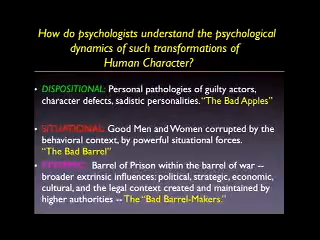 How do psychologists understand the psychological
dynamics of such transformations of
Human Character?
• DISPOSITIONAL: Personal pathologies of guilty actors,
character defects, sadistic personalities. “The Bad Apples”
• SITUATIONAL: Good Men and Women corrupted by the
behavioral context, by powerful situational forces.
“The Bad Barrel”
• SYSTEMIC: Barrel of Prison within the barrel of war --
broader extrinsic influences: political, strategic, economic,
cultural, and the legal context created and maintained by
higher authorities -- The “Bad Barrel-Makers.”